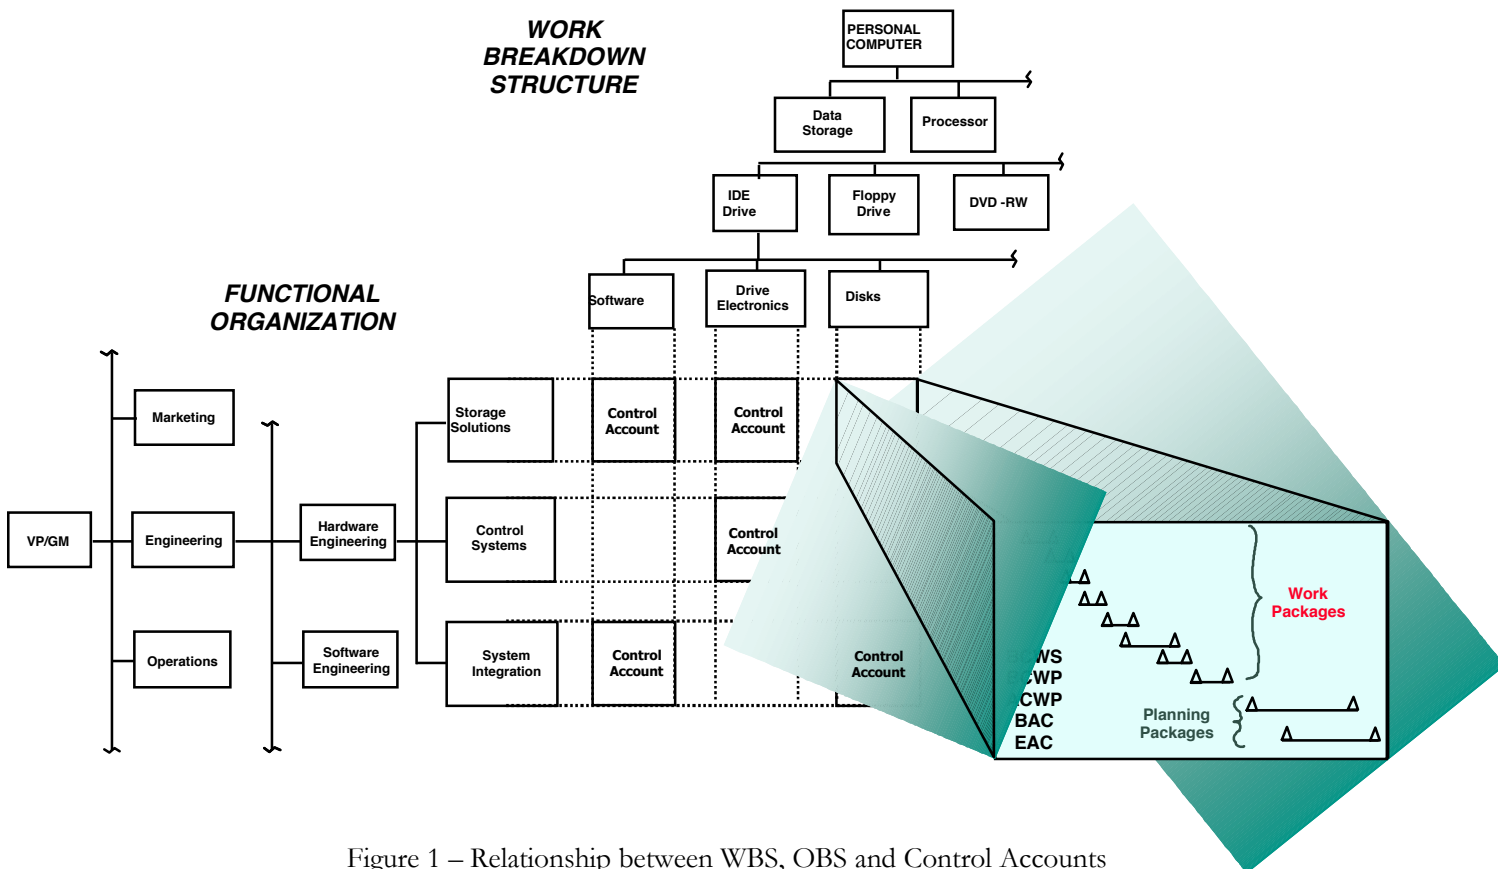 WORK
BREAKDOWN
STRUCTURE
PERSONAL
COMPUTER
Data
Storage
Processor
IDE
Drive
Floppy
Drive
DVD -RW
Software
Drive
Electronics
Disks
FUNCTIONAL
ORGANIZATION
Marketing
VP/GM
Engineering
Operations
Hardware
Engineering
Software
Engineering
Storage
Solutions
Control
Systems
System
Integration
Control
Account
Control
Account
Control
Account
Control
Account
Control
Account
Work
Packages
BCWS
BCWP
ACWP
BAC
EAC
Planning
Packages
Figure 1 – Relationship between WBS, OBS and Control Accounts